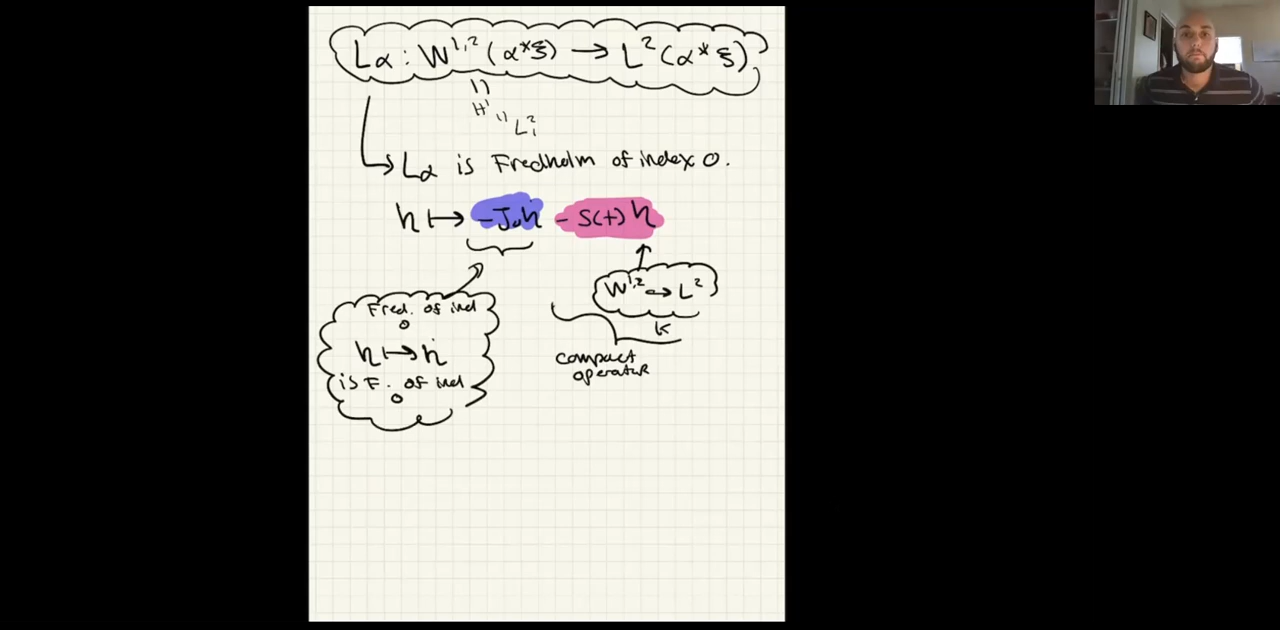 Lα : W^{1,2}(α*ξ) → L²(α*ξ)
||
H¹ || L²₁
↳ Lα is Fredholm of index 0.
η ↦ -J₀η̇ - S(t)η
W^{1,2} ↪ L²
K
Fred. of ind
0
η ↦ η̇
is F. of ind
0
compact
operator